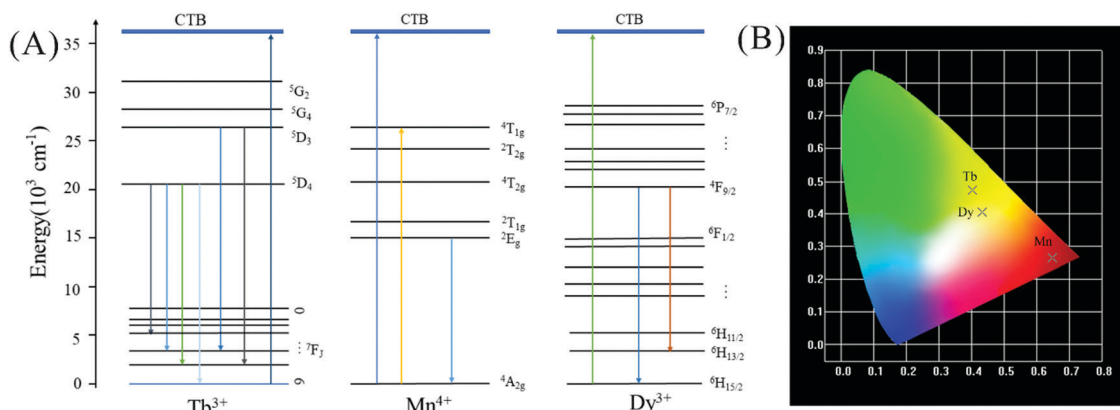 (A)
CTB
CTB
CTB
Energy(10³ cm⁻¹)
35
30
25
20
15
10
5
0
⁵G₂
⁵G₄
⁵D₃
⁵D₄
0
⋮ ⁷F_J
6
Tb³⁺
⁴T₁g
²T₂g
⁴T₂g
²T₁g
²Eg
⁴A₂g
Mn⁴⁺
⁶P₇/₂
⋮
⁴F₉/₂
⁶F₁/₂
⋮
⁶H₁₁/₂
⁶H₁₃/₂
⁶H₁₅/₂
Dy³⁺
(B)
0.9
0.8
0.7
0.6
0.5
0.4
0.3
0.2
0.1
0.0
Tb
Dy
Mn
0.0 0.1 0.2 0.3 0.4 0.5 0.6 0.7 0.8